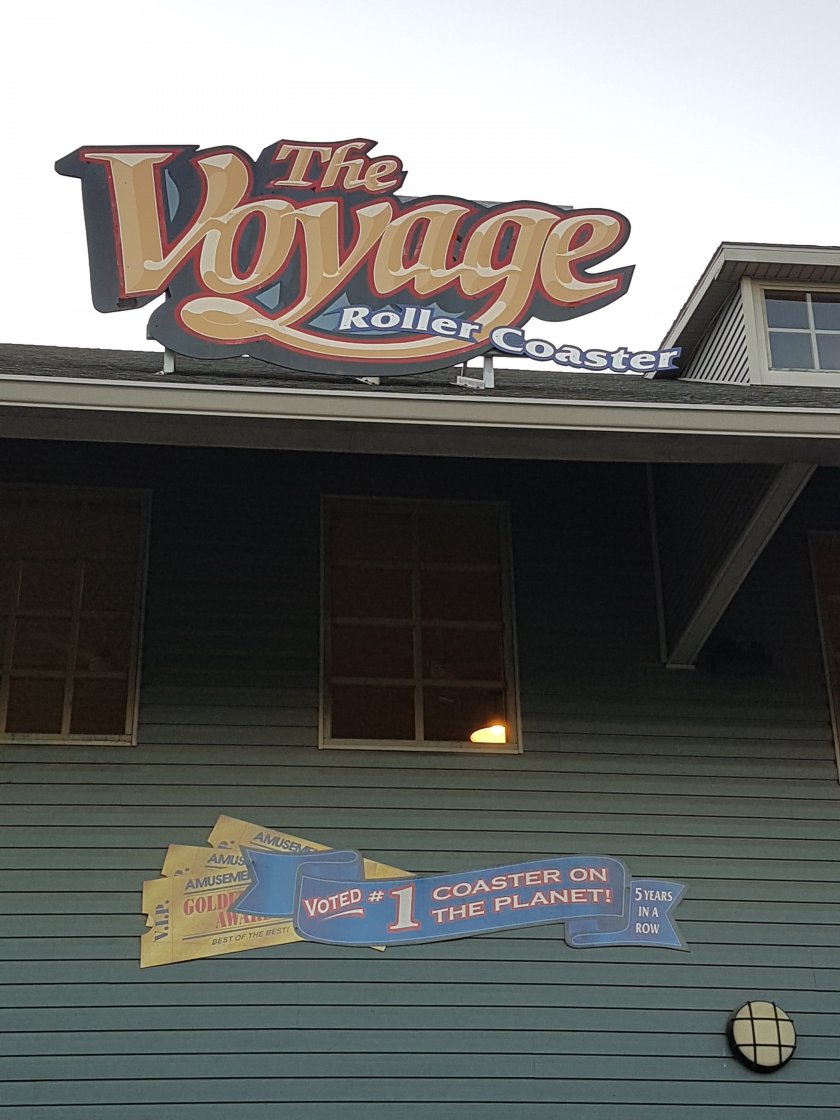 The
Voyage
Roller Coaster
AMUSEME
AMUS
AMUSEME
V.I.P.
GOLDE
AWAR
BEST OF THE BEST!
VOTED #1
COASTER ON
THE PLANET!
5 YEARS
IN A
ROW